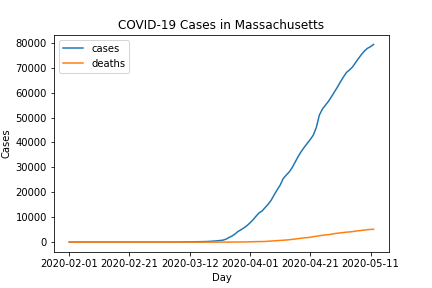 COVID-19 Cases in Massachusetts
cases
deaths
80000
70000
60000
50000
40000
30000
20000
10000
0
Cases
2020-02-01 2020-02-21 2020-03-12 2020-04-01 2020-04-21 2020-05-11
Day